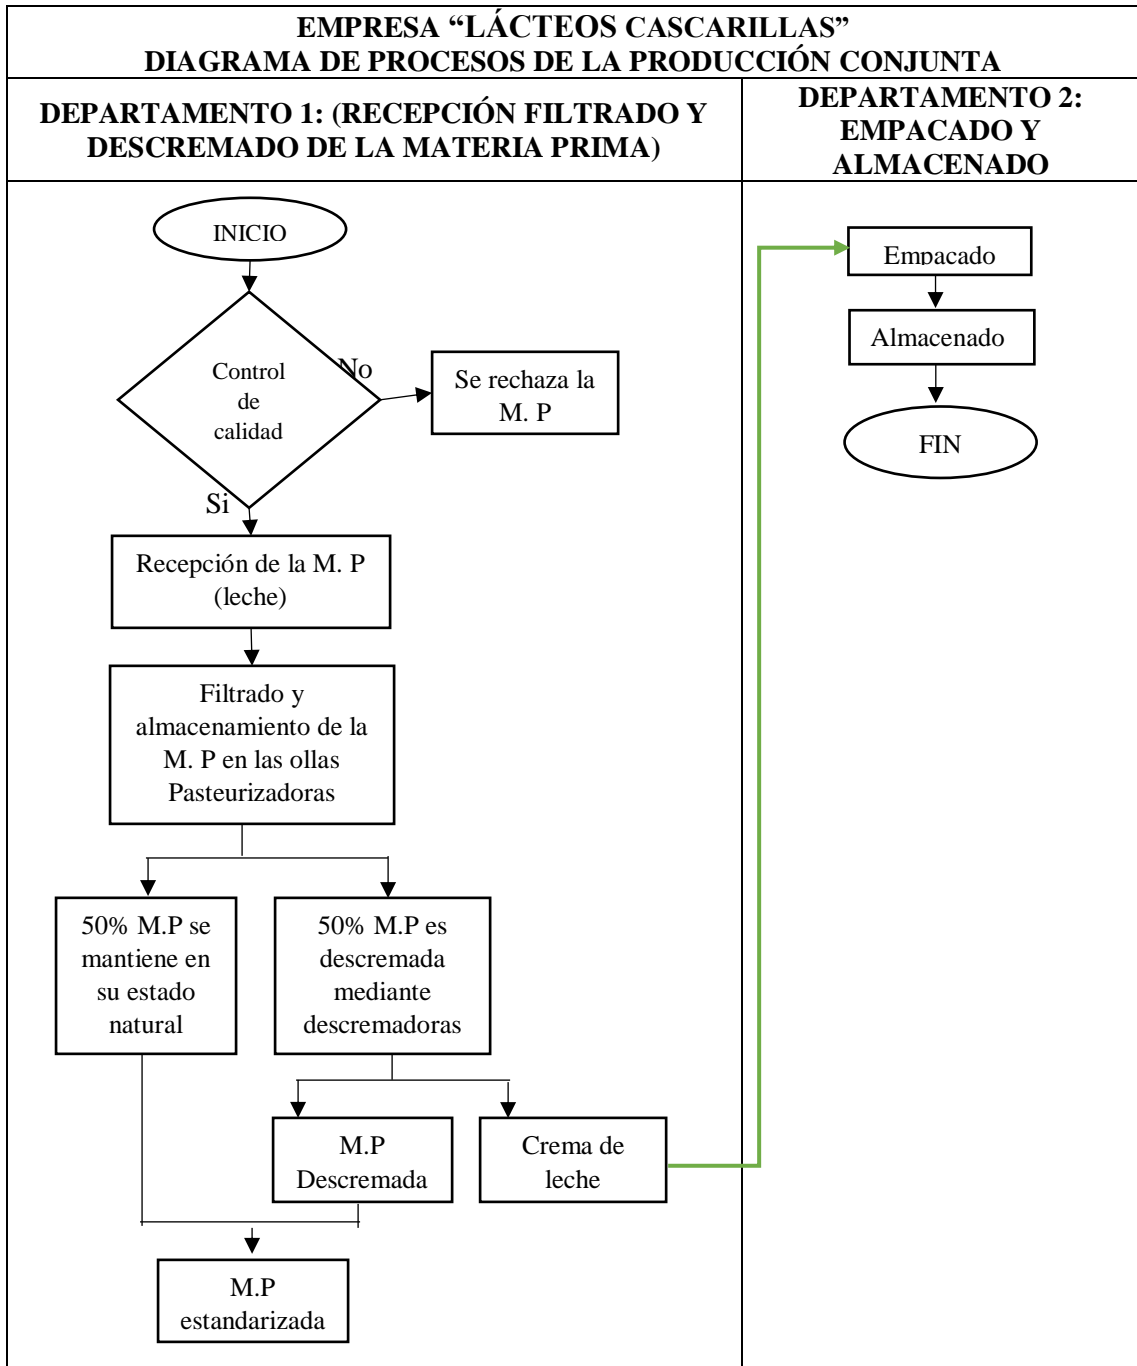 EMPRESA “LÁCTEOS CASCARILLAS”
DIAGRAMA DE PROCESOS DE LA PRODUCCIÓN CONJUNTA
DEPARTAMENTO 1: (RECEPCIÓN FILTRADO Y
DESCREMADO DE LA MATERIA PRIMA)
DEPARTAMENTO 2:
EMPACADO Y
ALMACENADO
INICIO
Control
de
calidad
No
Se rechaza la
M. P
Si
Recepción de la M. P
(leche)
Filtrado y
almacenamiento de la
M. P en las ollas
Pasteurizadoras
50% M.P se
mantiene en
su estado
natural
50% M.P es
descremada
mediante
descremadoras
M.P
Descremada
Crema de
leche
M.P
estandarizada
Empacado
Almacenado
FIN